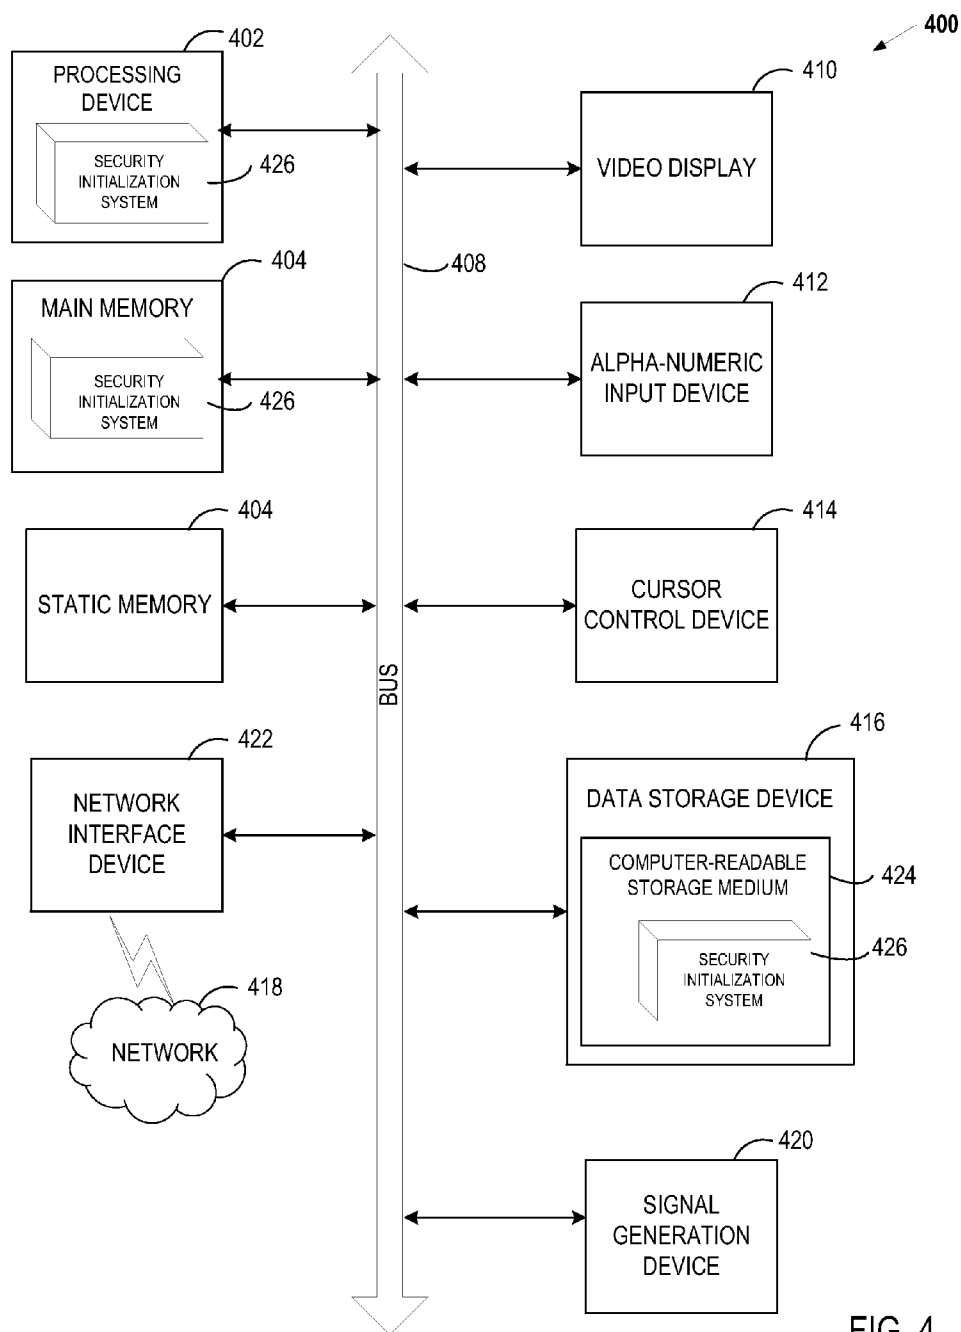 400
402
PROCESSING
DEVICE
SECURITY
INITIALIZATION
SYSTEM
426
404
MAIN MEMORY
SECURITY
INITIALIZATION
SYSTEM
426
404
STATIC MEMORY
422
NETWORK
INTERFACE
DEVICE
418
NETWORK
408
BUS
410
VIDEO DISPLAY
412
ALPHA-NUMERIC
INPUT DEVICE
414
CURSOR
CONTROL DEVICE
416
DATA STORAGE DEVICE
COMPUTER-READABLE
STORAGE MEDIUM
424
SECURITY
INITIALIZATION
SYSTEM
426
420
SIGNAL
GENERATION
DEVICE
FIG. 4